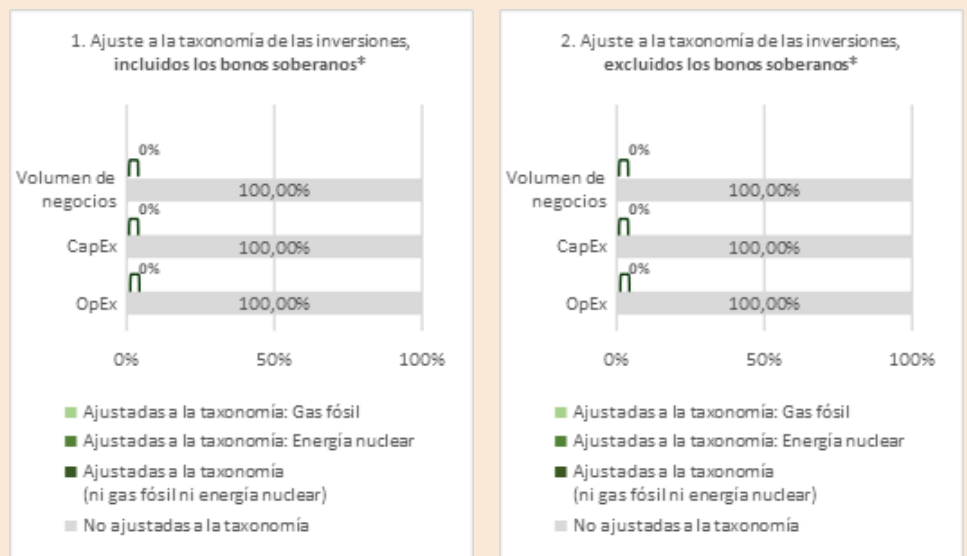 1. Ajuste a la taxonomía de las inversiones,
incluidos los bonos soberanos*
0%
Volumen de
negocios
100,00%
0%
CapEx
100,00%
0%
OpEx
100,00%
0%
50%
100%
Ajustadas a la taxonomía: Gas fósil
Ajustadas a la taxonomía: Energía nuclear
Ajustadas a la taxonomía
(ni gas fósil ni energía nuclear)
No ajustadas a la taxonomía
2. Ajuste a la taxonomía de las inversiones,
excluidos los bonos soberanos*
0%
Volumen de
negocios
100,00%
0%
CapEx
100,00%
0%
OpEx
100,00%
0%
50%
100%
Ajustadas a la taxonomía: Gas fósil
Ajustadas a la taxonomía: Energía nuclear
Ajustadas a la taxonomía
(ni gas fósil ni energía nuclear)
No ajustadas a la taxonomía